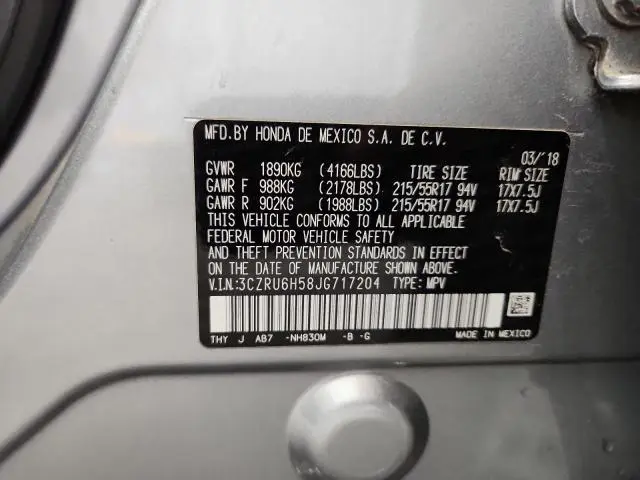 MFD.BY HONDA DE MEXICO S.A. DE C.V.
03/'18
GVWR 1890KG (4166LBS) TIRE SIZE RIM SIZE
GAWR F 988KG (2178LBS) 215/55R17 94V 17X7.5J
GAWR R 902KG (1988LBS) 215/55R17 94V 17X7.5J
THIS VEHICLE CONFORMS TO ALL APPLICABLE
FEDERAL MOTOR VEHICLE SAFETY
AND THEFT PREVENTION STANDARDS IN EFFECT
ON THE DATE OF MANUFACTURE SHOWN ABOVE.
V.I.N:3CZRU6H58JG717204 TYPE: MPV
THY J AB7 -NH830M -B -G MADE IN MEXICO